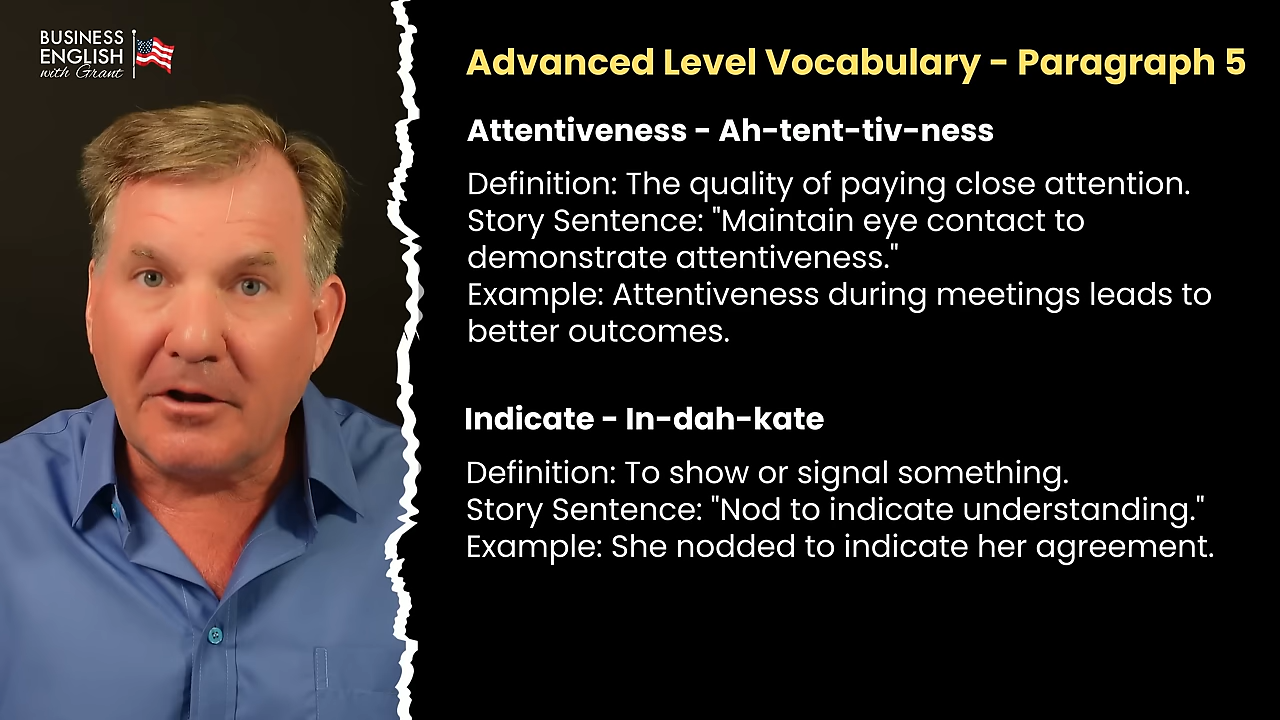 BUSINESS
ENGLISH
with Grant
Advanced Level Vocabulary - Paragraph 5
Attentiveness - Ah-tent-tiv-ness
Definition: The quality of paying close attention.
Story Sentence: "Maintain eye contact to
demonstrate attentiveness."
Example: Attentiveness during meetings leads to
better outcomes.
Indicate - In-dah-kate
Definition: To show or signal something.
Story Sentence: "Nod to indicate understanding."
Example: She nodded to indicate her agreement.